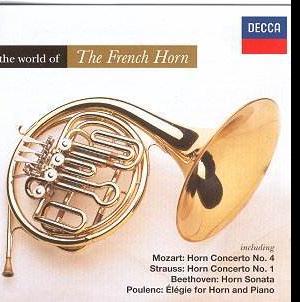 DECCA
the world of The French Horn
including
Mozart: Horn Concerto No. 4
Strauss: Horn Concerto No. 1
Beethoven: Horn Sonata
Poulenc: Élégie for Horn and Piano